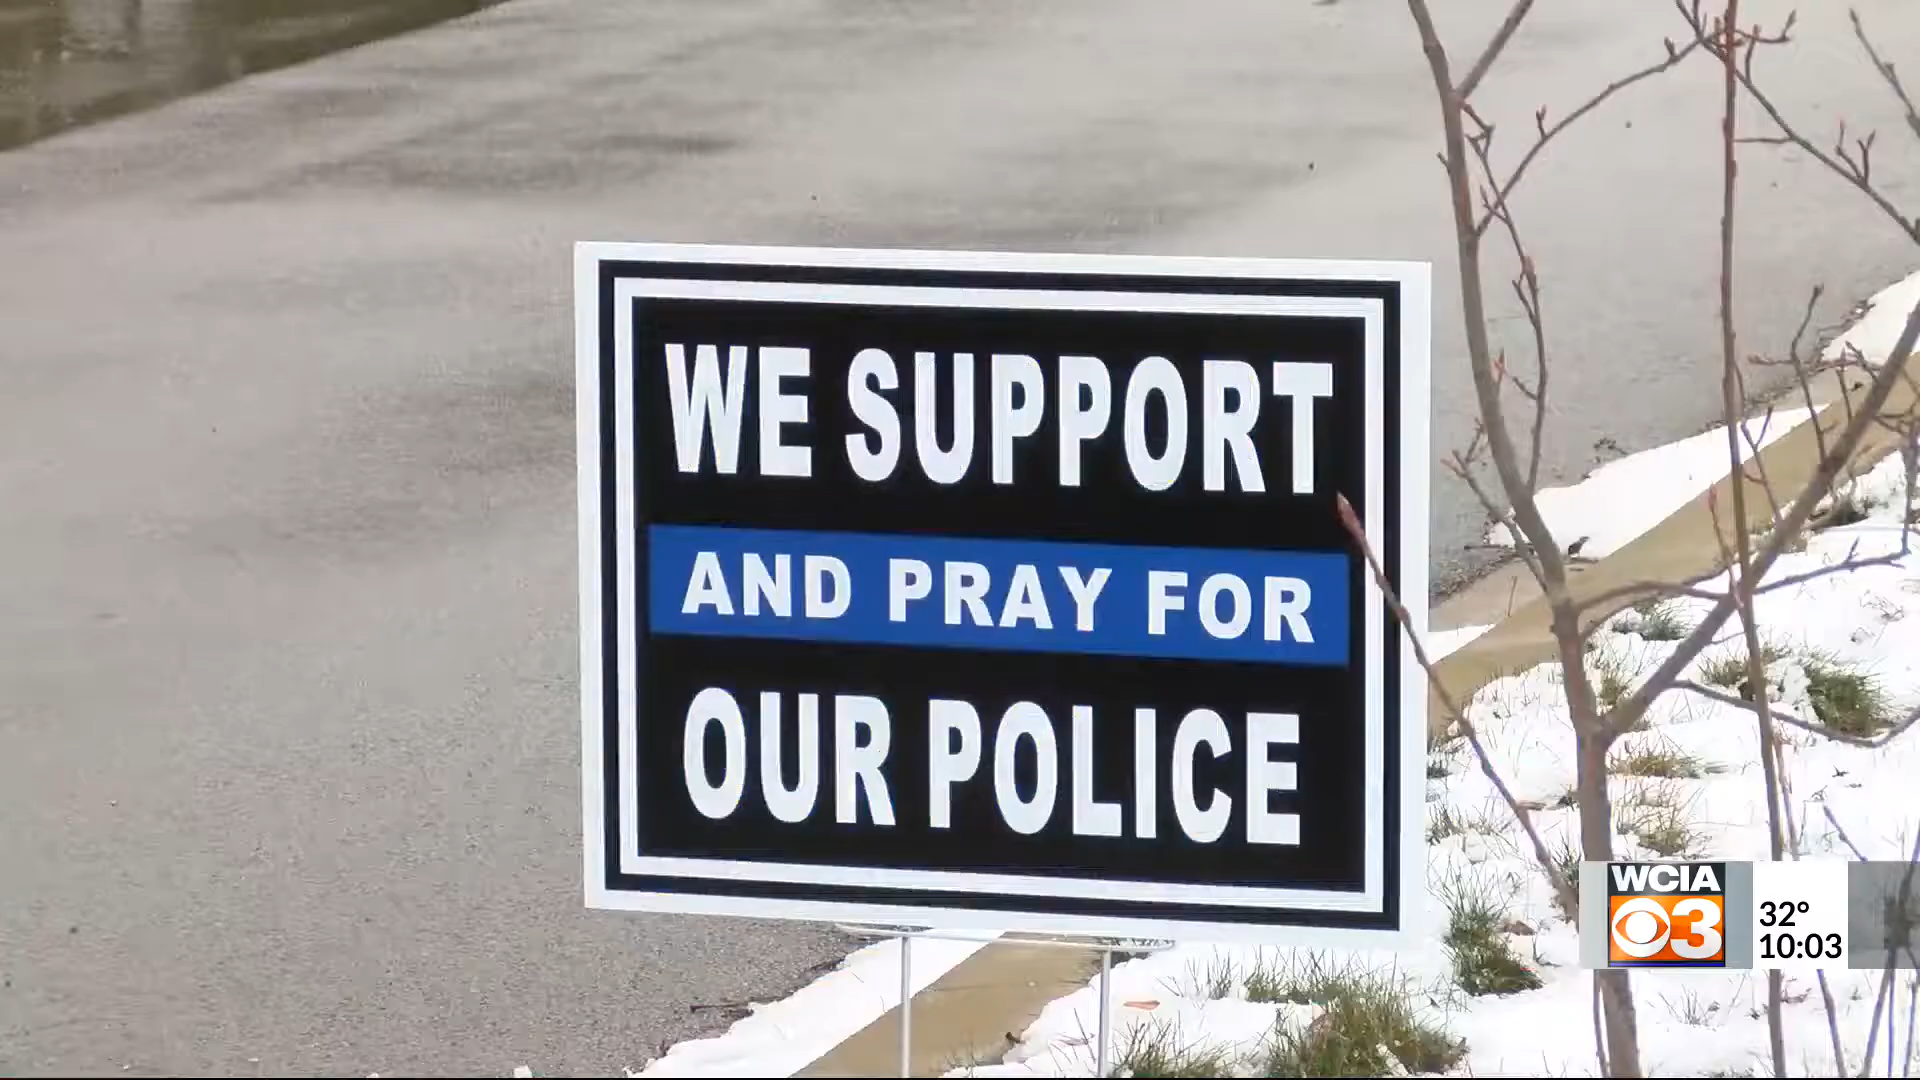 WE SUPPORT
AND PRAY FOR
OUR POLICE
WCIA
3
32°
10:03